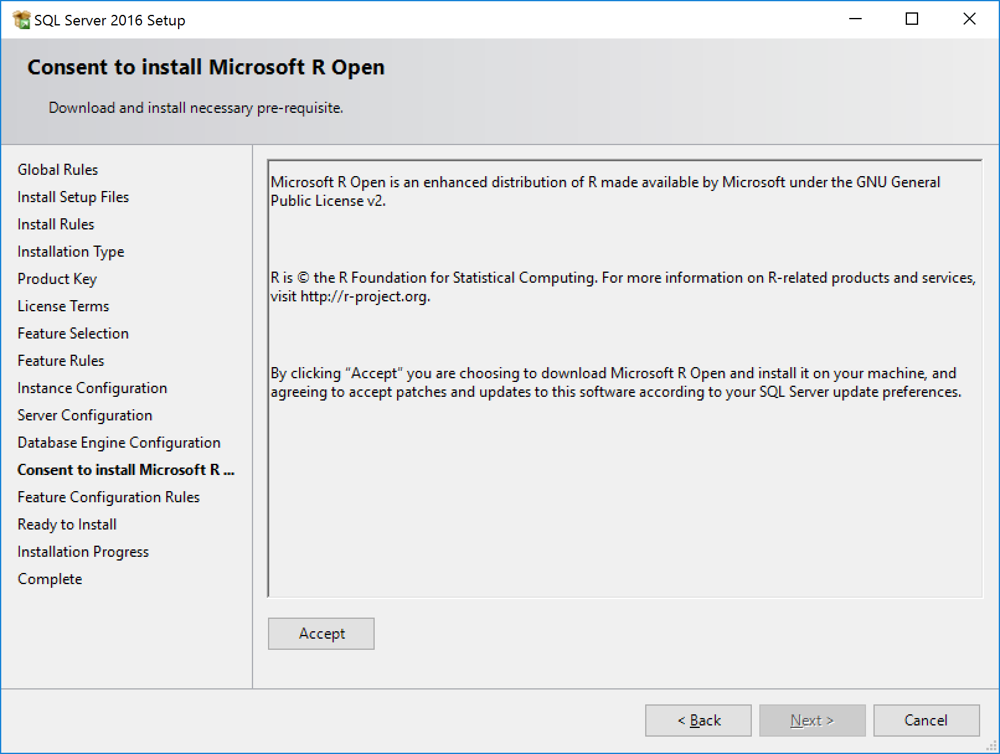 SQL Server 2016 Setup
Consent to install Microsoft R Open
Download and install necessary pre-requisite.
Global Rules
Install Setup Files
Install Rules
Installation Type
Product Key
License Terms
Feature Selection
Feature Rules
Instance Configuration
Server Configuration
Database Engine Configuration
Consent to install Microsoft R ...
Feature Configuration Rules
Ready to Install
Installation Progress
Complete
Microsoft R Open is an enhanced distribution of R made available by Microsoft under the GNU General
Public License v2.
R is © the R Foundation for Statistical Computing. For more information on R-related products and services,
visit http://r-project.org.
By clicking “Accept” you are choosing to download Microsoft R Open and install it on your machine, and
agreeing to accept patches and updates to this software according to your SQL Server update preferences.
Accept
< Back
Next >
Cancel